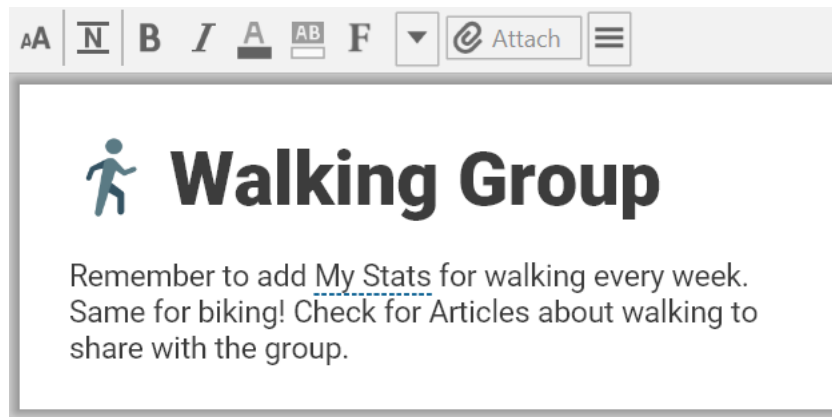 AA N B I A AB F Attach
Walking Group
Remember to add My Stats for walking every week.
Same for biking! Check for Articles about walking to
share with the group.